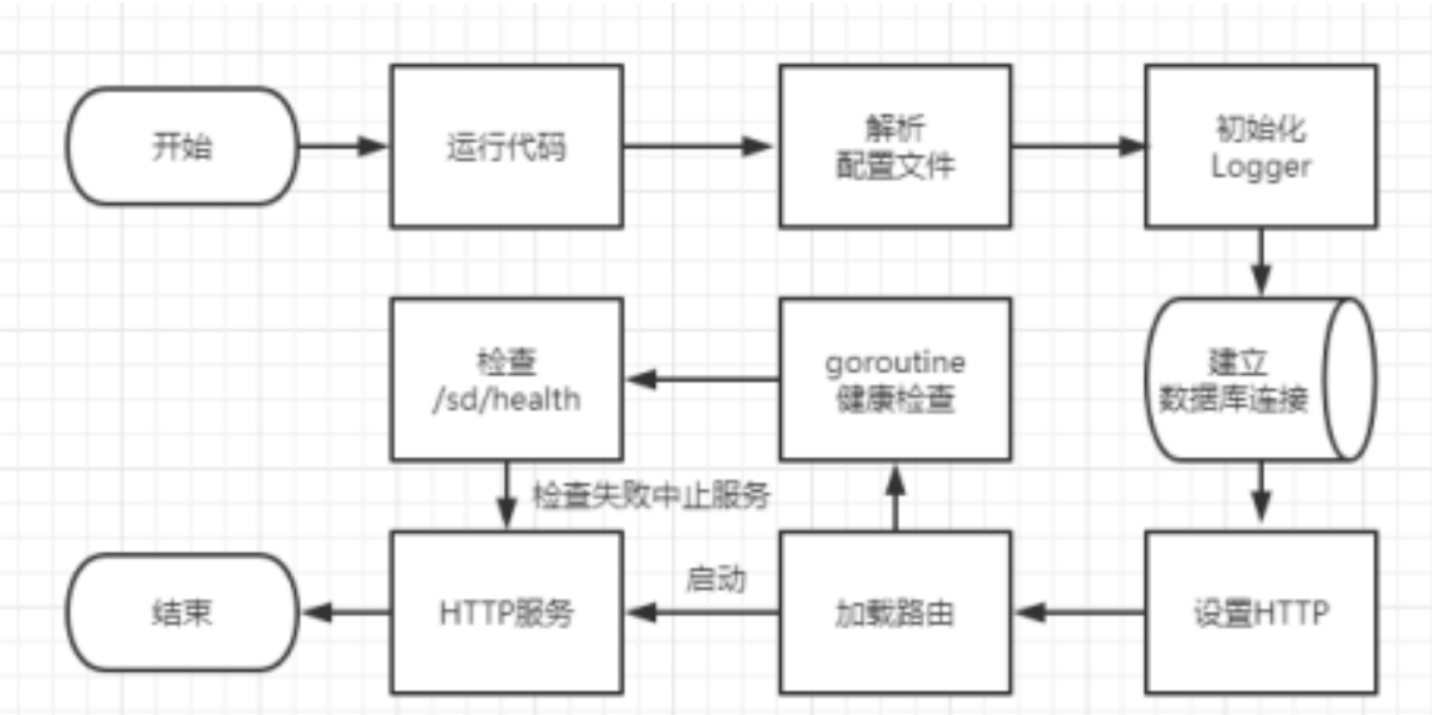 开始
运行代码
解析
配置文件
初始化
Logger
检查
/sd/health
goroutine
健康检查
建立
数据库连接
检查失败中止服务
结束
HTTP服务
启动
加载路由
设置HTTP